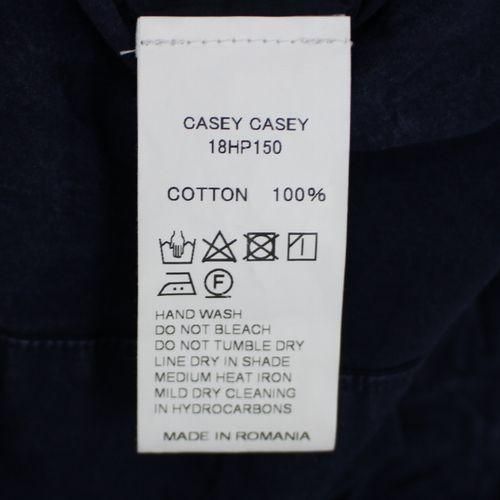 CASEY CASEY
18HP150
COTTON 100%
F
HAND WASH
DO NOT BLEACH
DO NOT TUMBLE DRY
LINE DRY IN SHADE
MEDIUM HEAT IRON
MILD DRY CLEANING
IN HYDROCARBONS
MADE IN ROMANIA